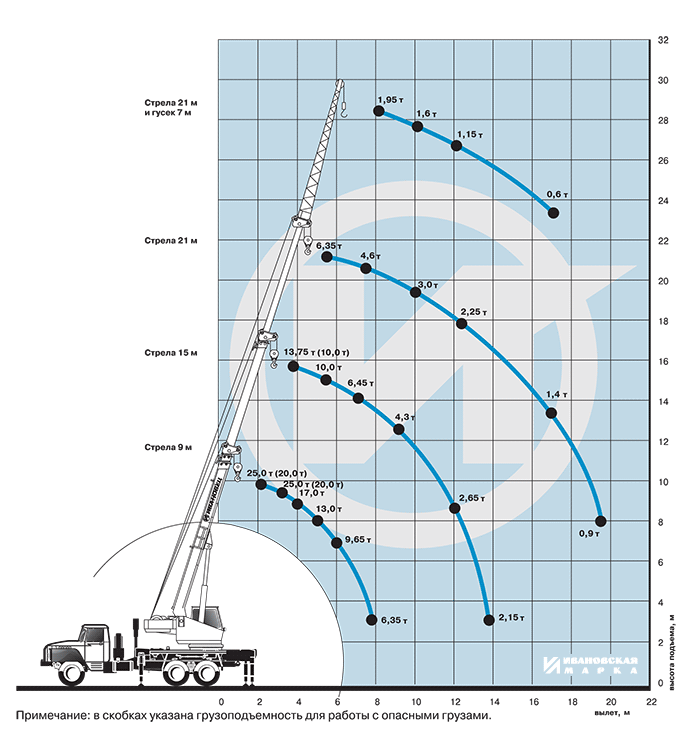 32
30
28
26
24
22
20
18
16
14
12
10
8
6
4
2
0
высота подъема, м
Стрела 21 м
и гусек 7 м
1,95 т
1,6 т
1,15 т
0,6 т
Стрела 21 м
6,35 т
4,6 т
3,0 т
2,25 т
1,4 т
0,9 т
Стрела 15 м
13,75 т (10,0 т)
10,0 т
6,45 т
4,3 т
2,65 т
2,15 т
Стрела 9 м
25,0 т (20,0 т)
25,0 т (20,0 т)
17,0 т
13,0 т
9,65 т
6,35 т
ИВАНОВЕЦ
ИВАНОВСКАЯ
МАРКА
0 2 4 6 8 10 12 14 16 18 20 22
вылет, м
Примечание: в скобках указана грузоподъемность для работы с опасными грузами.